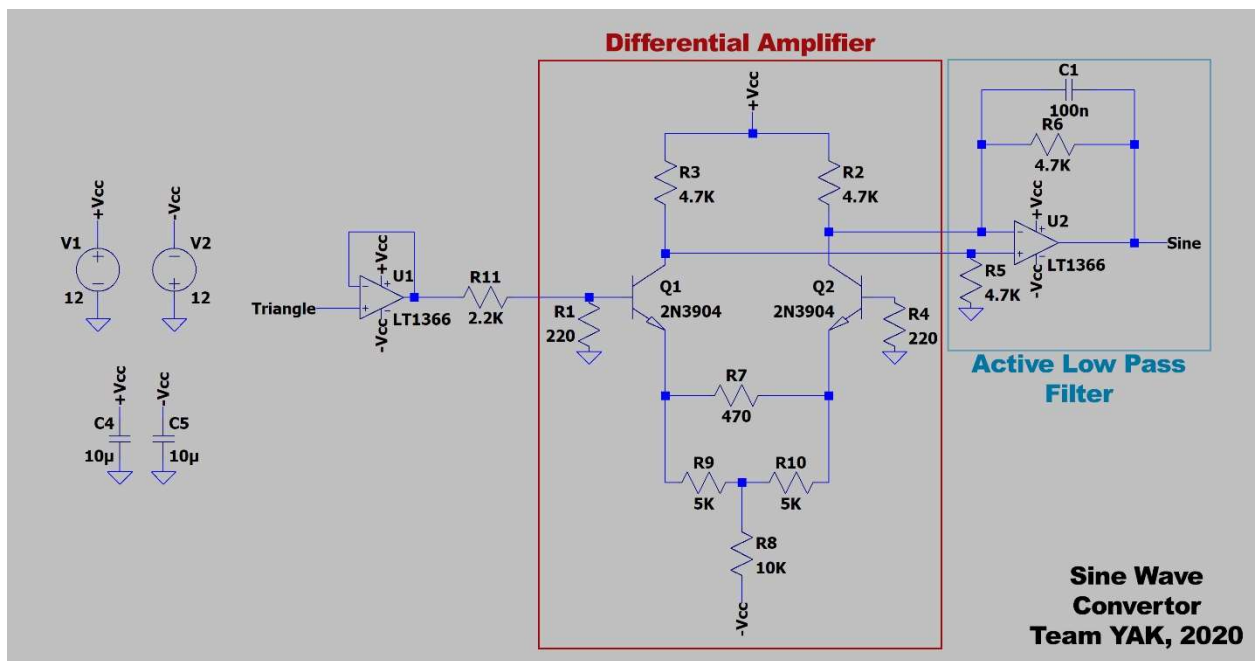 Differential Amplifier
+Vcc
R3
4.7K
R2
4.7K
C1
100n
R6
4.7K
+Vcc
U2
LT1366
-Vcc
Sine
R5
4.7K
+Vcc
V1
12
-Vcc
V2
12
Triangle
+Vcc
U1
LT1366
-Vcc
R11
2.2K
R1
220
Q1
2N3904
Q2
2N3904
R4
220
Active Low Pass
Filter
+Vcc
C4
10µ
-Vcc
C5
10µ
R7
470
R9
5K
R10
5K
R8
10K
-Vcc
Sine Wave
Convertor
Team YAK, 2020